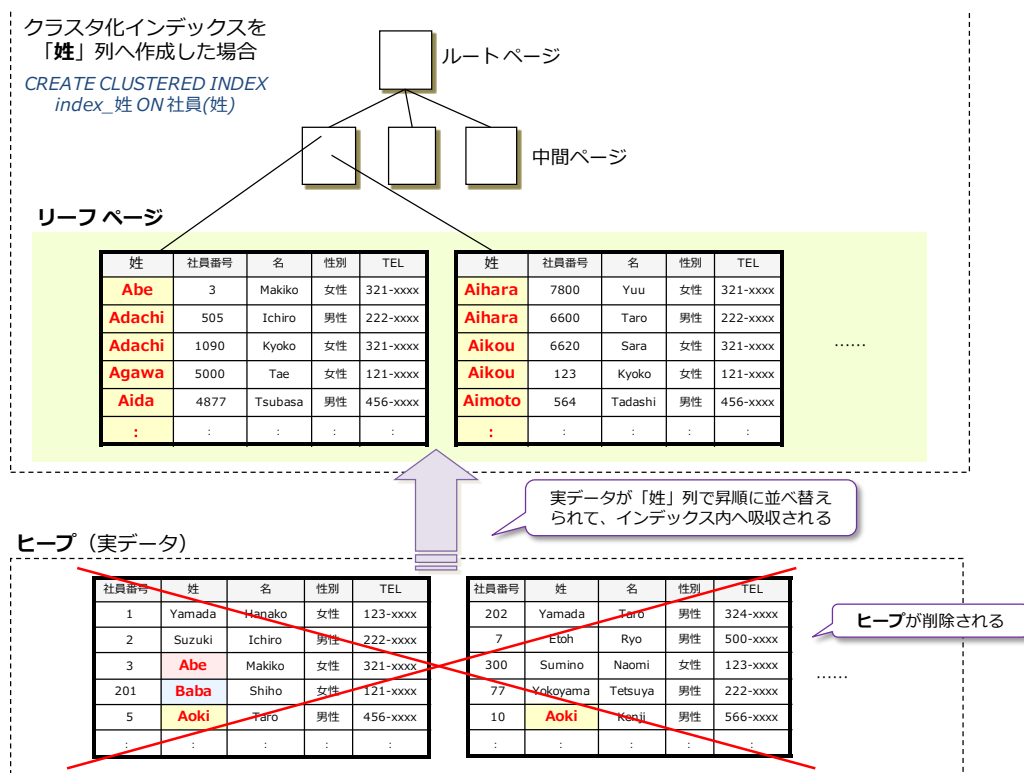 クラスタ化インデックスを
「姓」列へ作成した場合
CREATE CLUSTERED INDEX
index_姓 ON 社員(姓)
ルート ページ
中間ページ
リーフ ページ
姓 社員番号 名 性別 TEL
Abe 3 Makiko 女性 321-xxxx
Adachi 505 Ichiro 男性 222-xxxx
Adachi 1090 Kyoko 女性 321-xxxx
Agawa 5000 Tae 女性 121-xxxx
Aida 4877 Tsubasa 男性 456-xxxx
: : : : :
姓 社員番号 名 性別 TEL
Aihara 7800 Yuu 女性 321-xxxx
Aihara 6600 Taro 男性 222-xxxx
Aikou 6620 Sara 女性 321-xxxx
Aikou 123 Kyoko 女性 121-xxxx
Aimoto 564 Tadashi 男性 456-xxxx
: : : : :
……
実データが「姓」列で昇順に並べ替え
られて、インデックス内へ吸収される
ヒープ（実データ）
社員番号 姓 名 性別 TEL
1 Yamada Hanako 女性 123-xxxx
2 Suzuki Ichiro 男性 222-xxxx
3 Abe Makiko 女性 321-xxxx
201 Baba Shiho 女性 121-xxxx
5 Aoki Taro 男性 456-xxxx
: : : : :
社員番号 姓 名 性別 TEL
202 Yamada Taro 男性 324-xxxx
7 Etoh Ryo 男性 500-xxxx
300 Sumino Naomi 女性 123-xxxx
77 Yokoyama Tetsuya 男性 222-xxxx
10 Aoki Kenji 男性 566-xxxx
: : : : :
……
ヒープが削除される